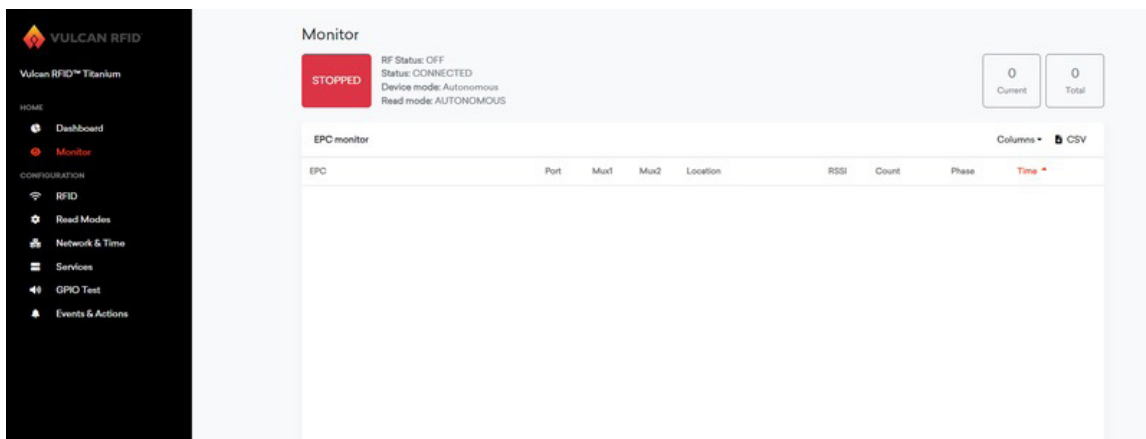 VULCAN RFID
Vulcan RFID™ Titanium
HOME
Dashboard
Monitor
CONFIGURATION
RFID
Read Modes
Network & Time
Services
GPIO Test
Events & Actions
Monitor
STOPPED
RF Status: OFF
Status: CONNECTED
Device mode: Autonomous
Read mode: AUTONOMOUS
0 0
Current Total
EPC monitor Columns CSV
EPC Port Mux1 Mux2 Location RSSI Count Phase Time